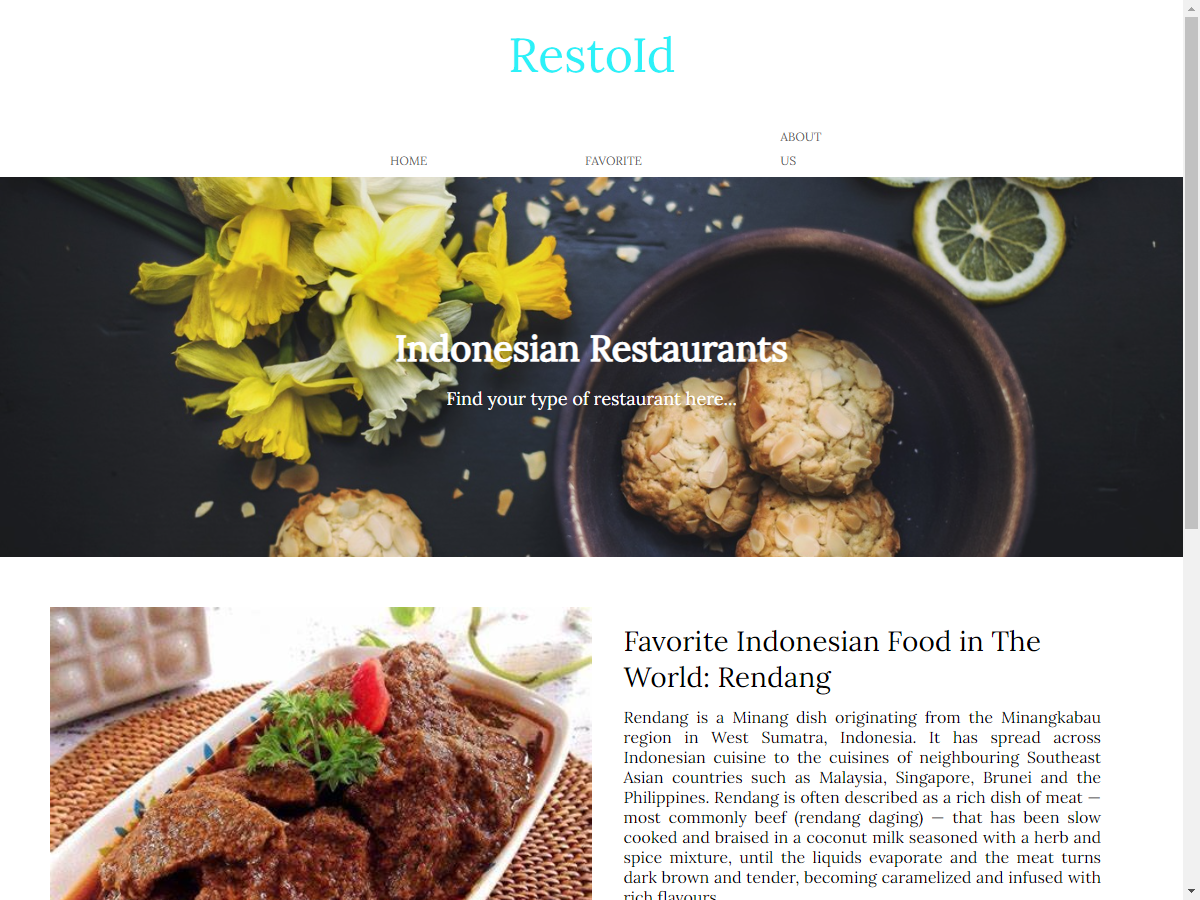 RestoId
HOME
FAVORITE
ABOUT
US
Indonesian Restaurants
Find your type of restaurant here...
Favorite Indonesian Food in The
World: Rendang
Rendang is a Minang dish originating from the Minangkabau
region in West Sumatra, Indonesia. It has spread across
Indonesian cuisine to the cuisines of neighbouring Southeast
Asian countries such as Malaysia, Singapore, Brunei and the
Philippines. Rendang is often described as a rich dish of meat —
most commonly beef (rendang daging) — that has been slow
cooked and braised in a coconut milk seasoned with a herb and
spice mixture, until the liquids evaporate and the meat turns
dark brown and tender, becoming caramelized and infused with
rich flavours.